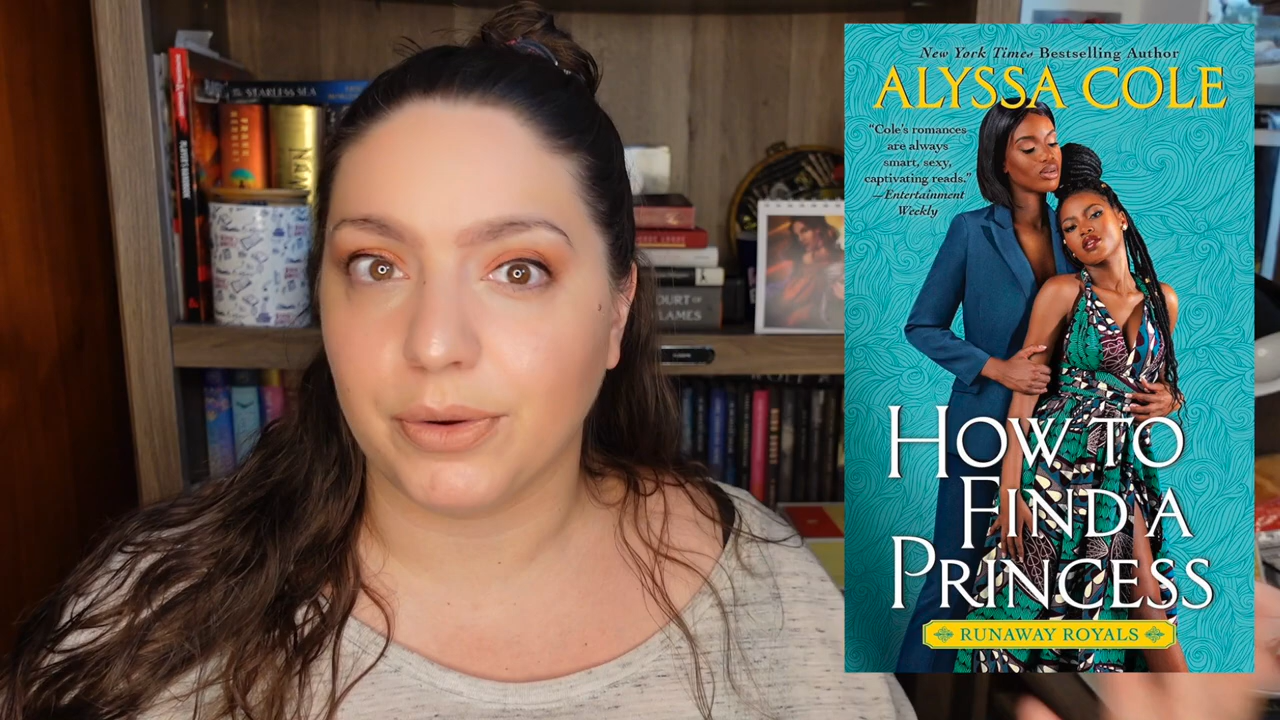 THE STARLESS SEA
New York Times Bestselling Author
ALYSSA COLE
"Cole's romances
are always
smart, sexy,
captivating reads."
—Entertainment
Weekly
COURT OF
FLAMES
HOW TO
FIND A
PRINCESS
RUNAWAY ROYALS